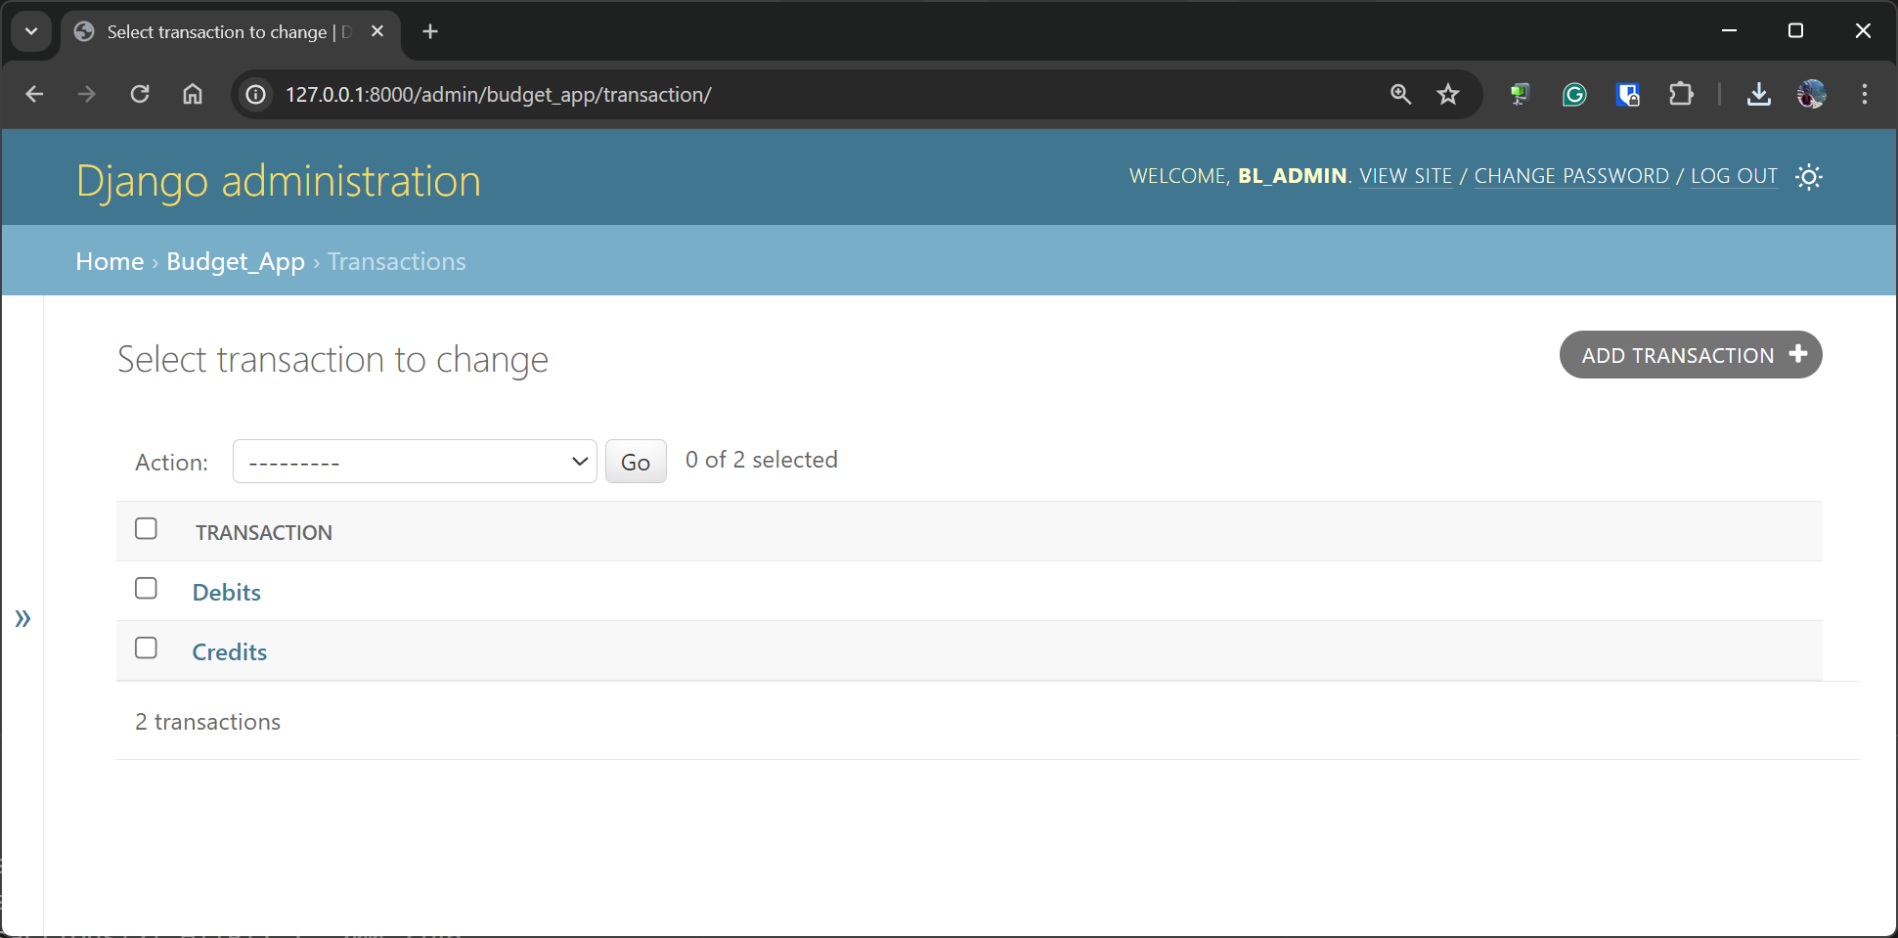 Select transaction to change | D
127.0.0.1:8000/admin/budget_app/transaction/
Django administration
WELCOME, BL_ADMIN. VIEW SITE / CHANGE PASSWORD / LOG OUT
Home › Budget_App › Transactions
Select transaction to change
ADD TRANSACTION +
Action: --------- Go 0 of 2 selected
TRANSACTION
Debits
»
Credits
2 transactions